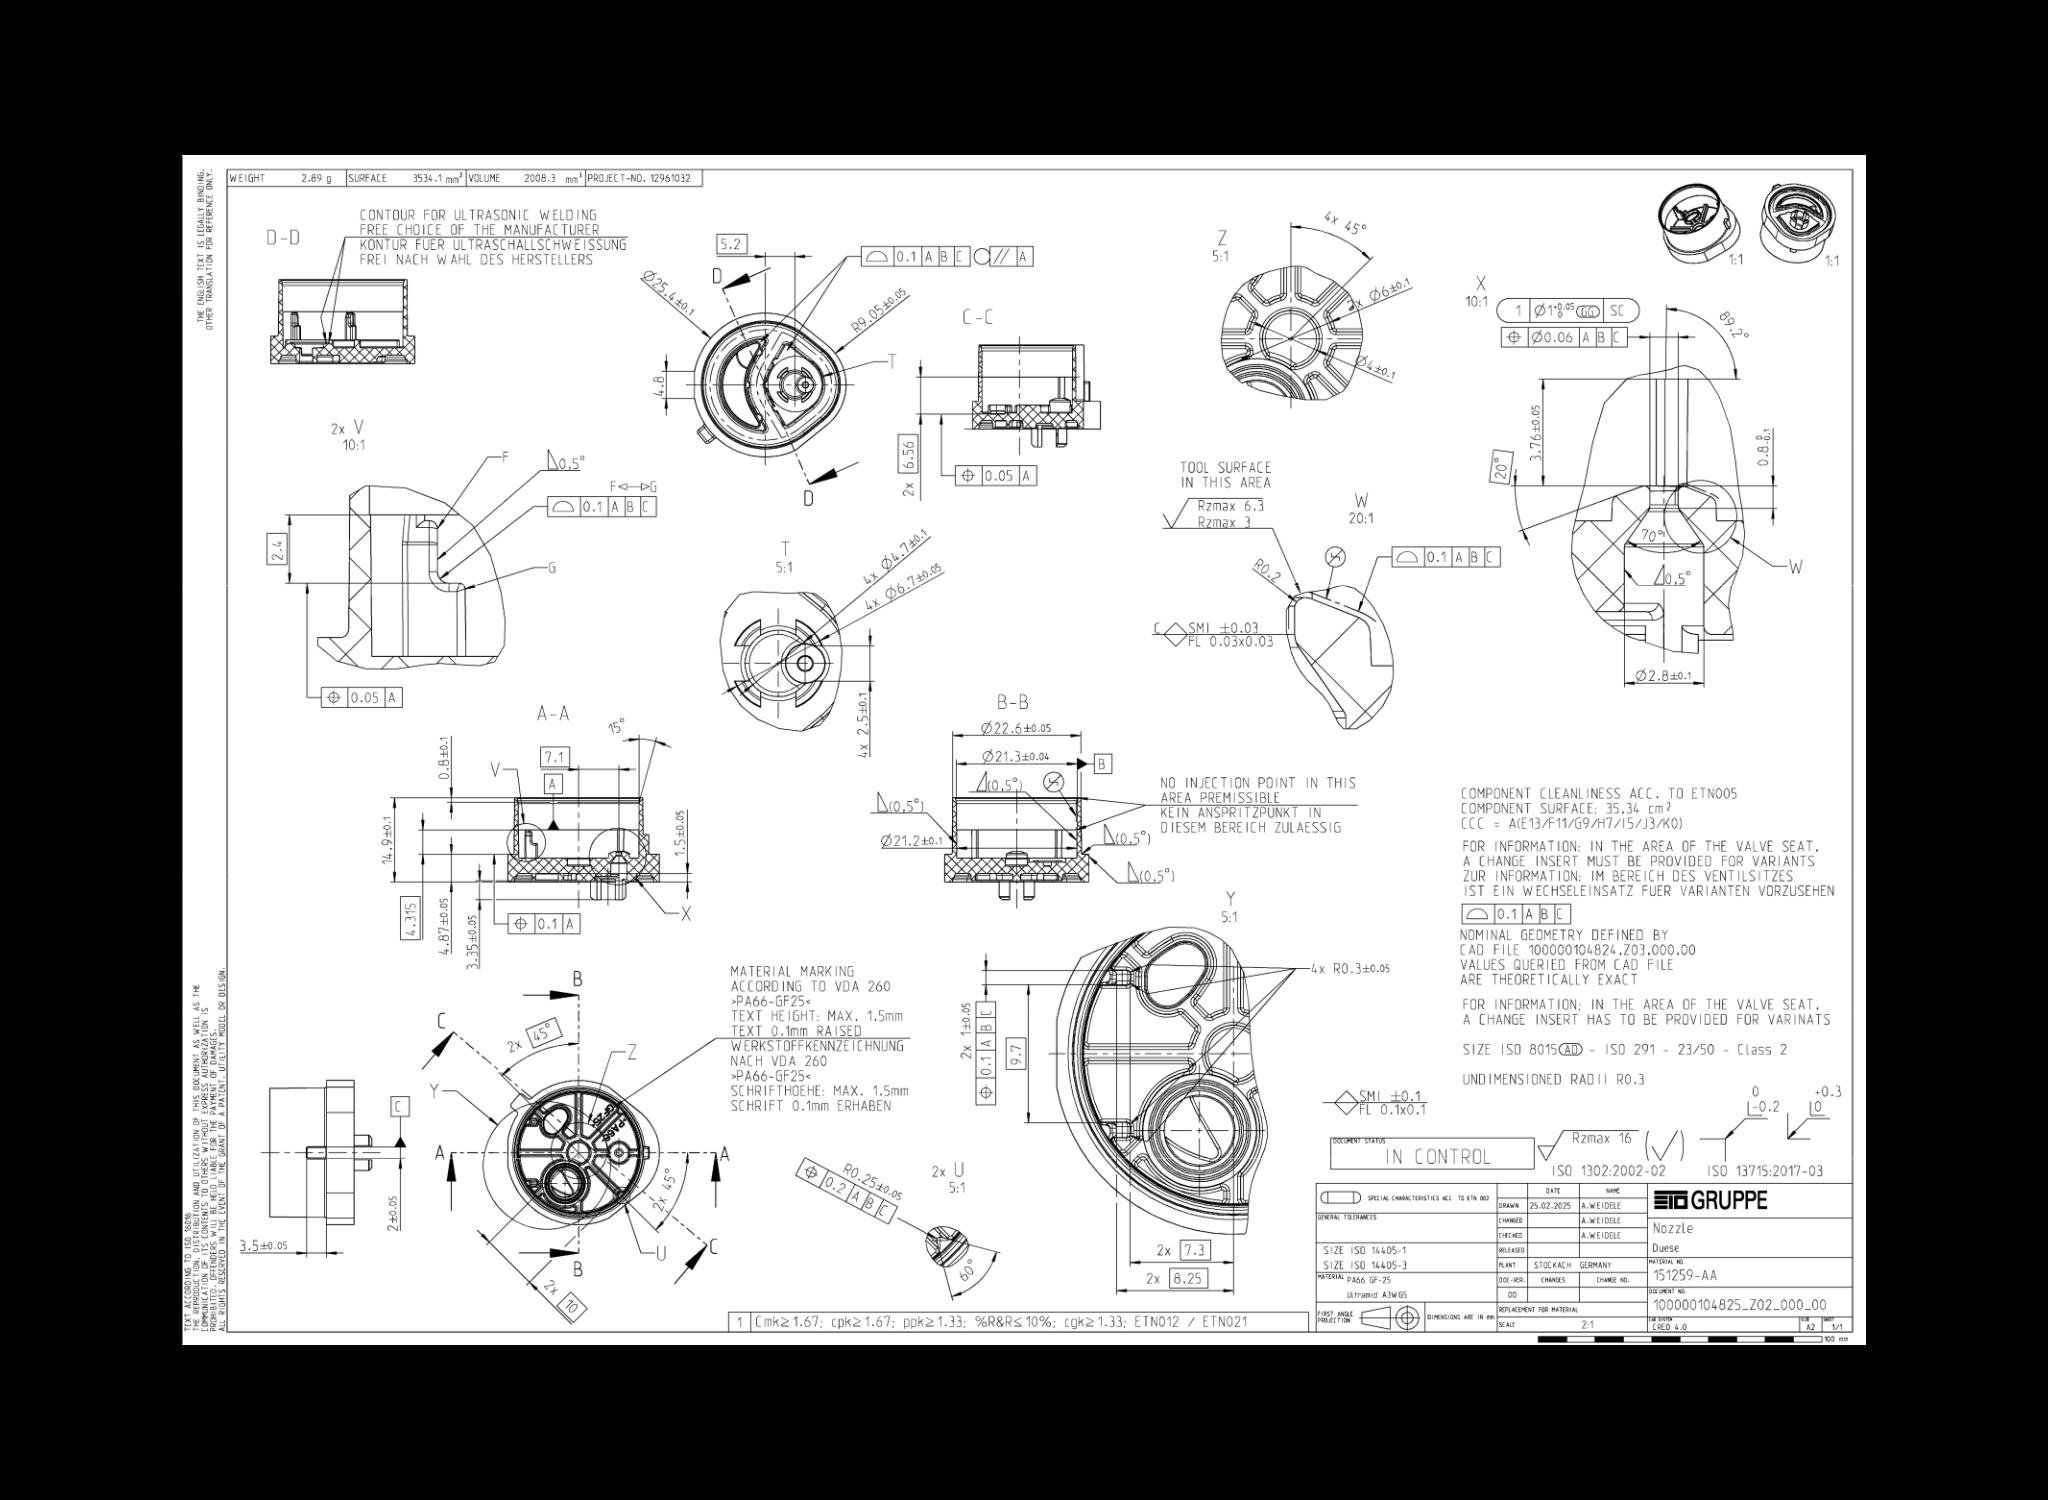 WEIGHT 2.89 g SURFACE 3534.1 mm² VOLUME 2008.3 mm³ PROJECT-NO. 12961032
THE ENGLISH TEXT IS LEGALLY BINDING.
OTHER TRANSLATION FOR REFERENCE ONLY.
D-D
CONTOUR FOR ULTRASONIC WELDING
FREE CHOICE OF THE MANUFACTURER
KONTUR FUER ULTRASCHALLSCHWEISSUNG
FREI NACH WAHL DES HERSTELLERS
5.2
D
Ø25.4±0.1
0.1 A B C // A
R9.05±0.05
T
4.8
D
C-C
2x 6.56
0.05 A
Z
5:1
4x 45°
2x Ø6±0.1
Ø4±0.1
1:1
1:1
X
10:1
1 Ø1+0.05 0 GG SC
Ø0.06 A B C
89.2°
3.76±0.05
0.8 0 -0.1
20°
70°
0.5°
W
Ø2.8±0.1
2x V
10:1
F
0.5°
F G
0.1 A B C
2.4
G
0.05 A
T
5:1
4x Ø4.7±0.1
4x Ø6.7±0.05
4x 2.5±0.1
TOOL SURFACE
IN THIS AREA
Rzmax 6.3
Rzmax 3
W
20:1
R0.2
0.1 A B C
C SMI ±0.03
FL 0.03x0.03
A-A
15°
0.8±0.1
7.1
V
A
14.9±0.1
1.5±0.05
4.315
4.87±0.05
3.35±0.05
0.1 A
X
B-B
Ø22.6±0.05
Ø21.3±0.04
B
(0.5°)
(0.5°)
Ø21.2±0.1
(0.5°)
(0.5°)
NO INJECTION POINT IN THIS
AREA PREMISSIBLE
KEIN ANSPRITZPUNKT IN
DIESEM BEREICH ZULAESSIG
COMPONENT CLEANLINESS ACC. TO ETN005
COMPONENT SURFACE: 35,34 cm²
CCC = A(E13/F11/G9/H7/I5/J3/K0)
FOR INFORMATION: IN THE AREA OF THE VALVE SEAT.
A CHANGE INSERT MUST BE PROVIDED FOR VARIANTS
ZUR INFORMATION: IM BEREICH DES VENTILSITZES
IST EIN WECHSELEINSATZ FUER VARIANTEN VORZUSEHEN
0.1 A B C
NOMINAL GEOMETRY DEFINED BY
CAD FILE 100000104824.Z03.000.00
VALUES QUERIED FROM CAD FILE
ARE THEORETICALLY EXACT
FOR INFORMATION; IN THE AREA OF THE VALVE SEAT.
A CHANGE INSERT HAS TO BE PROVIDED FOR VARINATS
SIZE ISO 8015 AD - ISO 291 - 23/50 - Class 2
UNDIMENSIONED RADII R0.3
SMI ±0.1
FL 0.1x0.1
0
-0.2
+0.3
0
Rzmax 16
ISO 1302:2002-02
ISO 13715:2017-03
Y
5:1
4x R0.3±0.05
2x 1±0.05
0.1 A B C
9.7
2x 7.3
2x 8.25
MATERIAL MARKING
ACCORDING TO VDA 260
>PA66-GF25<
TEXT HEIGHT: MAX. 1.5mm
TEXT 0.1mm RAISED
WERKSTOFFKENNZEICHNUNG
NACH VDA 260
>PA66-GF25<
SCHRIFTHOEHE: MAX. 1.5mm
SCHRIFT 0.1mm ERHABEN
B
C
2x 45°
Z
Y
A
A
2x 45°
U
C
B
2x 10
C
2±0.05
3.5±0.05
2x U
5:1
R0.25±0.05
0.2 A B C
60°
TEXT ACCORDING TO ISO 16016
THE REPRODUCTION, DISTRIBUTION AND UTILIZATION OF THIS DOCUMENT AS WELL AS THE
COMMUNICATION OF ITS CONTENTS TO OTHERS WITHOUT EXPRESS AUTHORIZATION IS
PROHIBITED. OFFENDERS WILL BE HELD LIABLE FOR THE PAYMENT OF DAMAGES.
ALL RIGHTS RESERVED IN THE EVENT OF THE GRANT OF A PATENT, UTILITY MODEL OR DESIGN.
1 Cmk≥1.67; cpk≥1.67; ppk≥1.33; %R&R≤10%; cgk≥1.33; ETN012 / ETN021
DOCUMENT STATUS
IN CONTROL
SPECIAL CHARACTERISTICS ACC. TO ETN 002
GENERAL TOLERANCES
SIZE ISO 14405-1
SIZE ISO 14405-3
MATERIAL PA66 GF-25
Ultramid A3WG5
FIRST ANGLE
PROJECTION
DIMENSIONS ARE IN mm
DATE NAME
DRAWN 25.02.2025 A.WEIDELE
CHANGED A.WEIDELE
CHECKED A.WEIDELE
RELEASED
PLANT STOCKACH GERMANY
DOC-VER. CHANGES CHANGE NO.
00
REPLACEMENT FOR MATERIAL
SCALE 2:1
ETO GRUPPE
Nozzle
Duese
MATERIAL NO.
151259-AA
DOCUMENT NO.
100000104825_Z02_000_00
CREO 4.0
A2
1/1
100 mm